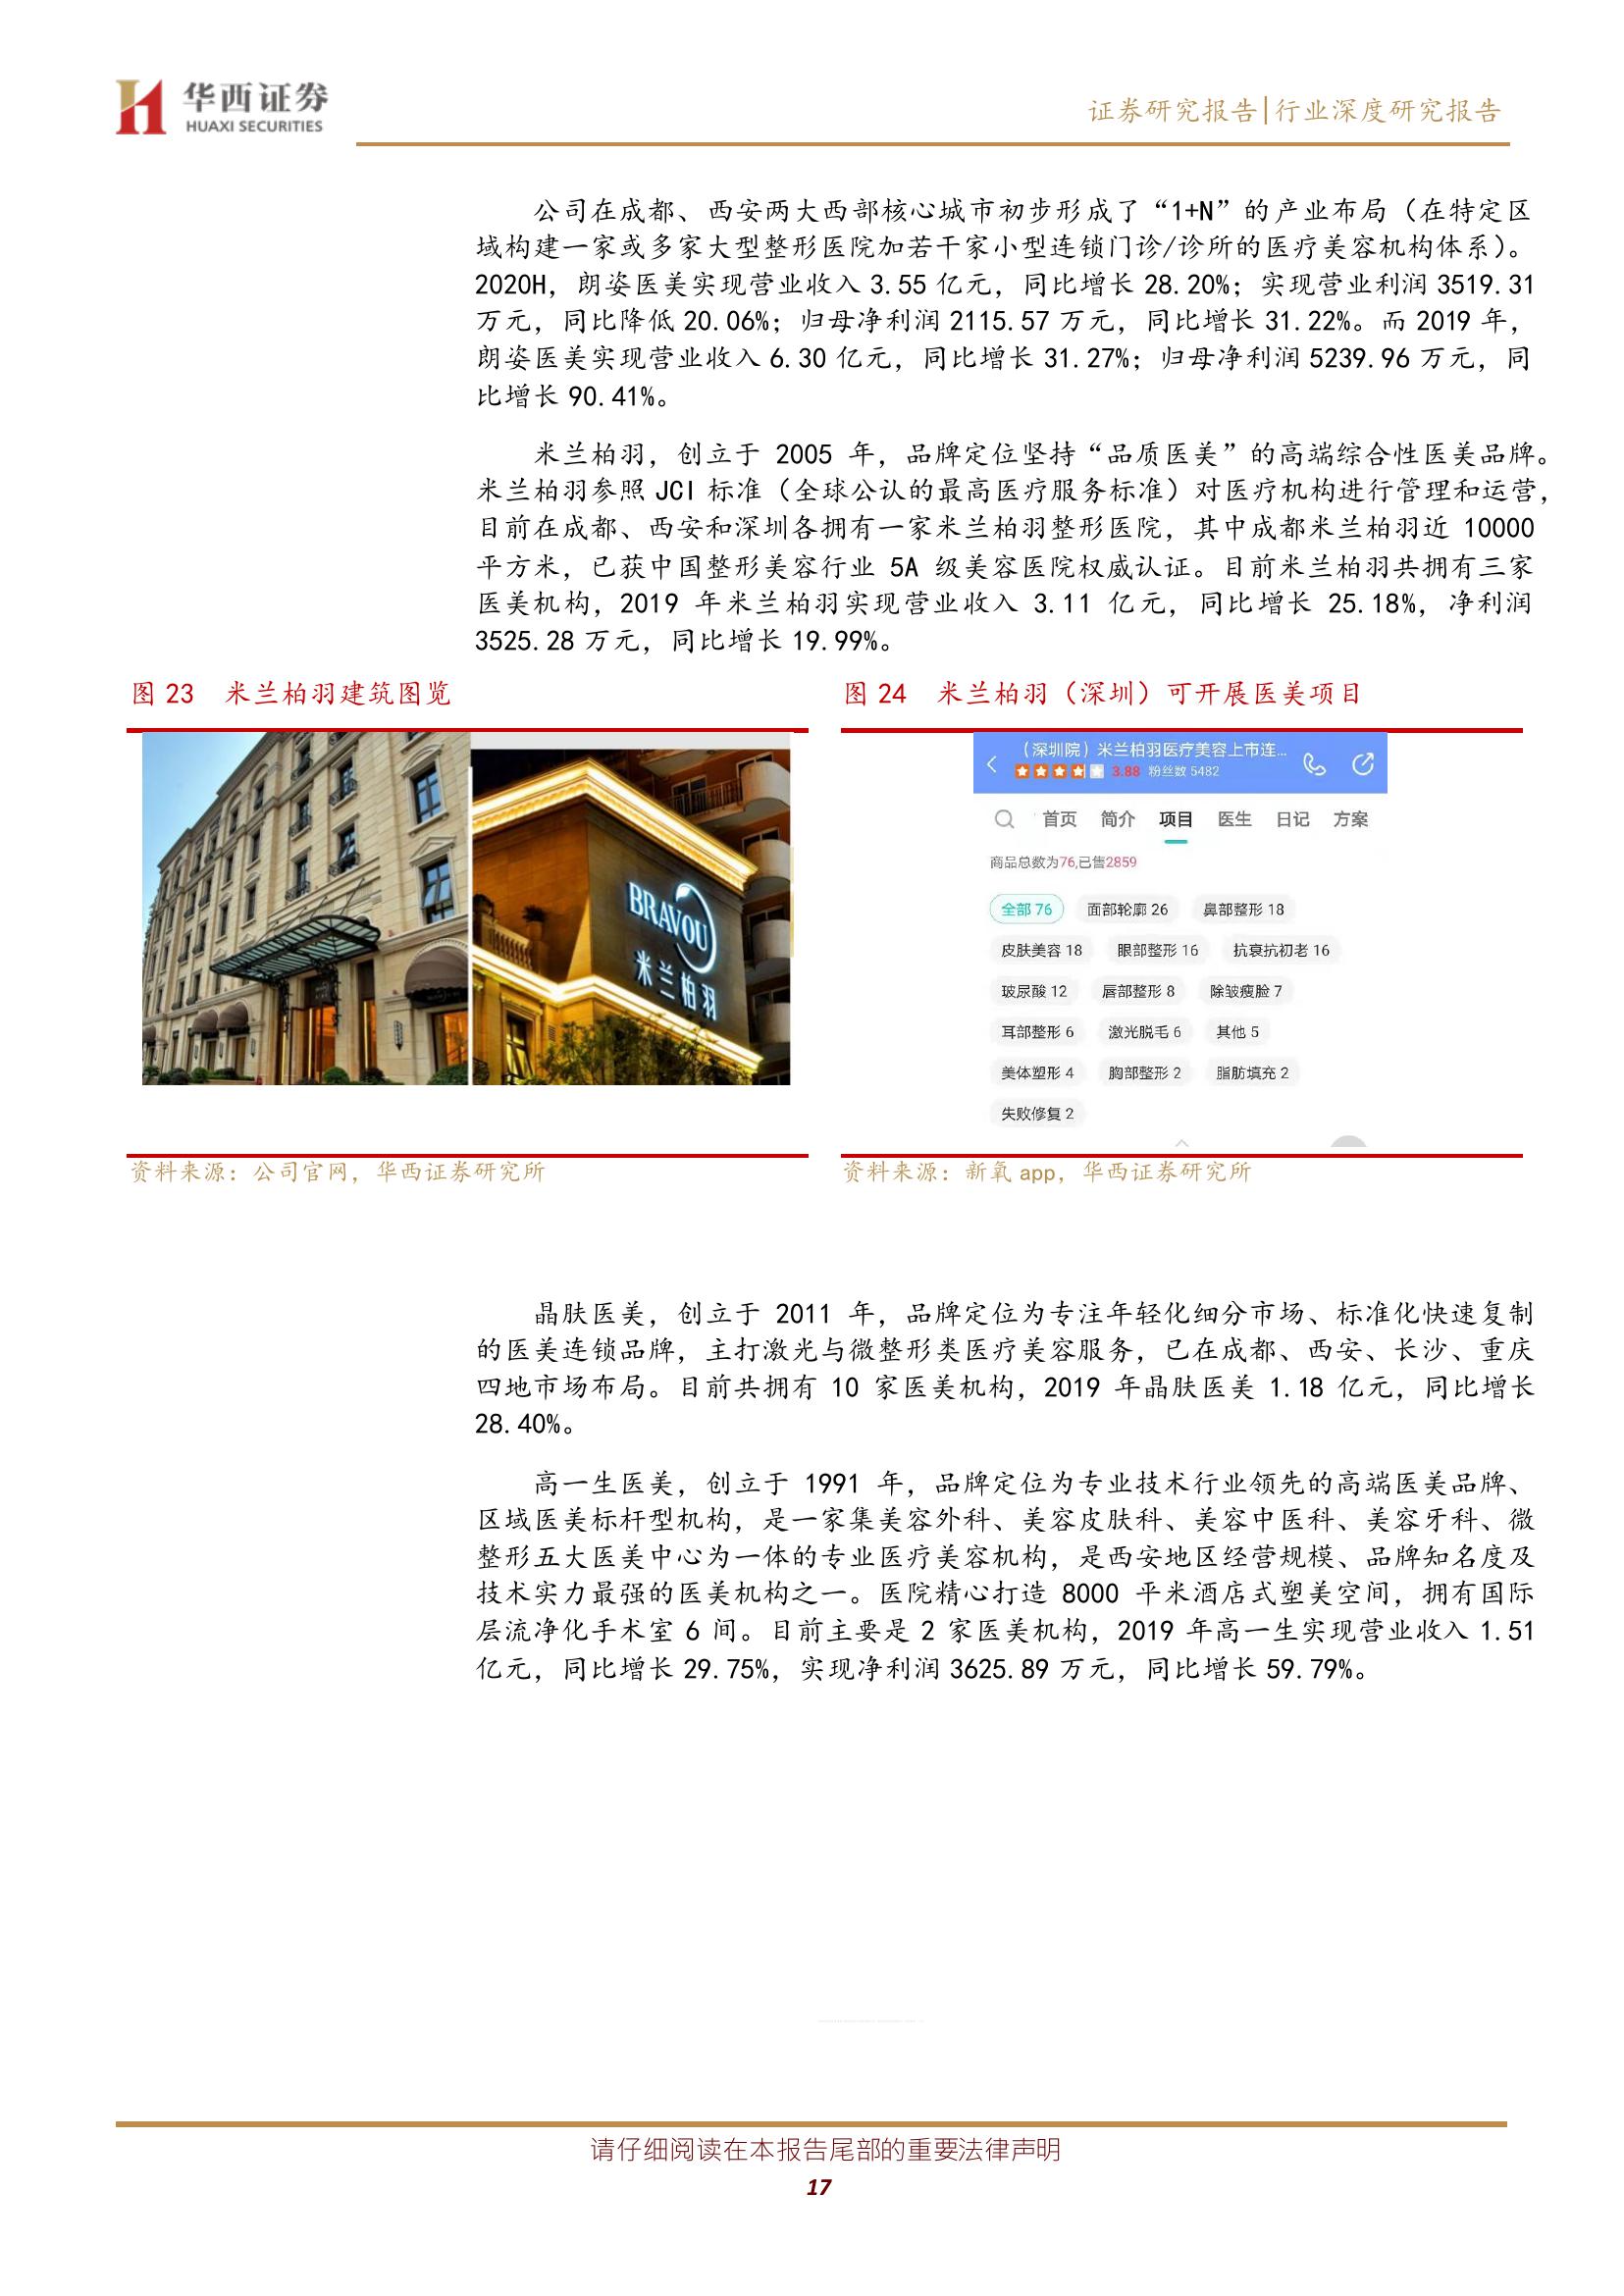 华西证券
HUAXI SECURITIES
证券研究报告|行业深度研究报告
公司在成都、西安两大西部核心城市初步形成了“1+N”的产业布局（在特定区
域构建一家或多家大型整形医院加若干家小型连锁门诊/诊所的医疗美容机构体系）。
2020H，朗姿医美实现营业收入 3.55 亿元，同比增长 28.20%；实现营业利润 3519.31
万元，同比降低 20.06%；归母净利润 2115.57 万元，同比增长 31.22%。而 2019 年，
朗姿医美实现营业收入 6.30 亿元，同比增长 31.27%；归母净利润 5239.96 万元，同
比增长 90.41%。
米兰柏羽，创立于 2005 年，品牌定位坚持“品质医美”的高端综合性医美品牌。
米兰柏羽参照 JCI 标准（全球公认的最高医疗服务标准）对医疗机构进行管理和运营，
目前在成都、西安和深圳各拥有一家米兰柏羽整形医院，其中成都米兰柏羽近 10000
平方米，已获中国整形美容行业 5A 级美容医院权威认证。目前米兰柏羽共拥有三家
医美机构，2019 年米兰柏羽实现营业收入 3.11 亿元，同比增长 25.18%，净利润
3525.28 万元，同比增长 19.99%。
图 23 米兰柏羽建筑图览
BRAVOU
米兰柏羽
资料来源：公司官网，华西证券研究所
图 24 米兰柏羽（深圳）可开展医美项目
（深圳院）米兰柏羽医疗美容上市连...
3.88 粉丝数 5482
首页 简介 项目 医生 日记 方案
商品总数为76,已售2859
全部 76 面部轮廓 26 鼻部整形 18
皮肤美容 18 眼部整形 16 抗衰抗初老 16
玻尿酸 12 唇部整形 8 除皱瘦脸 7
耳部整形 6 激光脱毛 6 其他 5
美体塑形 4 胸部整形 2 脂肪填充 2
失败修复 2
资料来源：新氧 app，华西证券研究所
晶肤医美，创立于 2011 年，品牌定位为专注年轻化细分市场、标准化快速复制
的医美连锁品牌，主打激光与微整形类医疗美容服务，已在成都、西安、长沙、重庆
四地市场布局。目前共拥有 10 家医美机构，2019 年晶肤医美 1.18 亿元，同比增长
28.40%。
高一生医美，创立于 1991 年，品牌定位为专业技术行业领先的高端医美品牌、
区域医美标杆型机构，是一家集美容外科、美容皮肤科、美容中医科、美容牙科、微
整形五大医美中心为一体的专业医疗美容机构，是西安地区经营规模、品牌知名度及
技术实力最强的医美机构之一。医院精心打造 8000 平米酒店式塑美空间，拥有国际
层流净化手术室 6 间。目前主要是 2 家医美机构，2019 年高一生实现营业收入 1.51
亿元，同比增长 29.75%，实现净利润 3625.89 万元，同比增长 59.79%。
请仔细阅读在本报告尾部的重要法律声明
17